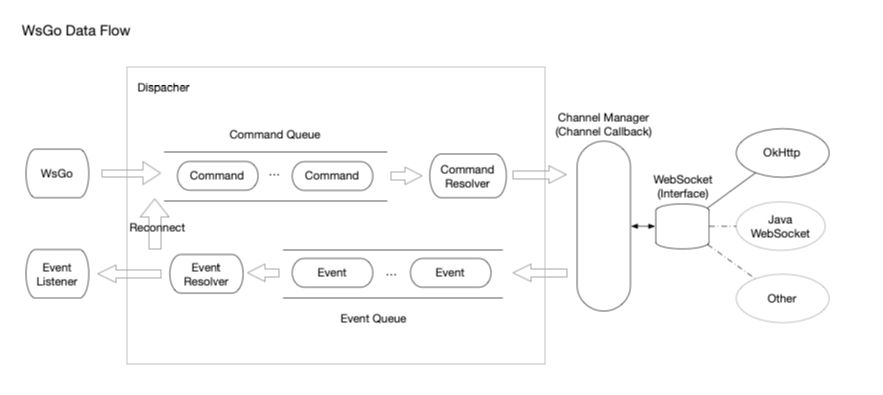 WsGo Data Flow
Dispacher
Command Queue
Channel Manager
(Channel Callback)
WsGo
Command
...
Command
Command
Resolver
WebSocket
(Interface)
OkHttp
Java
WebSocket
Other
Reconnect
Event
Listener
Event
Resolver
Event
...
Event
Event Queue